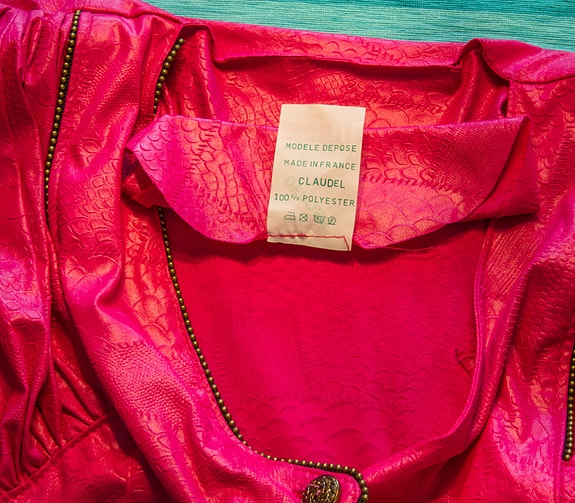 MODELE DEPOSE
MADE IN FRANCE
CLAUDEL
100% POLYESTER